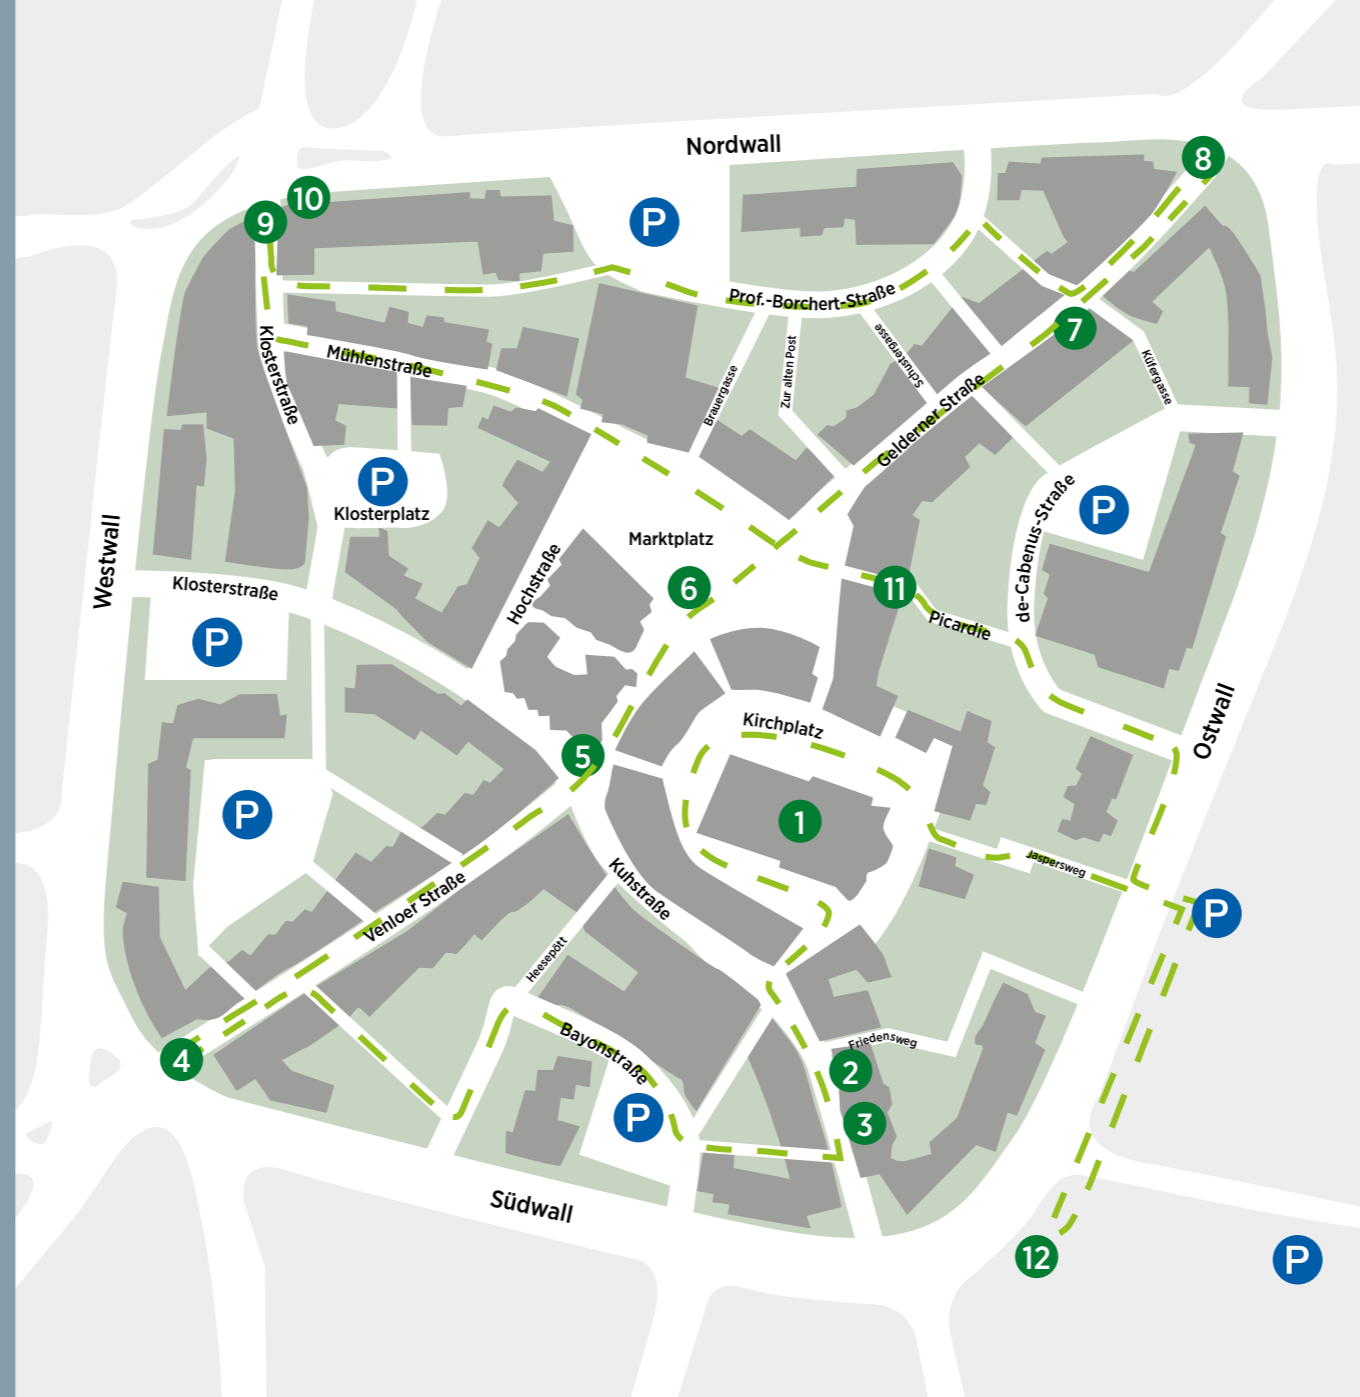 Nordwall
8
10
9
P
Prof.-Borchert-Straße
7
Klosterstraße
Mühlenstraße
Brauergasse
Zur alten Post
Schustergasse
Küfergasse
Gelderner Straße
P
Klosterplatz
P
de-Cabenus-Straße
Westwall
Marktplatz
Hochstraße
Klosterstraße
6
11
Picardie
P
Ostwall
Kirchplatz
5
P
1
Jaspersweg
Kuhstraße
Venloer Straße
P
Heesepött
Bayonstraße
Friedensweg
4
2
P
3
Südwall
12
P